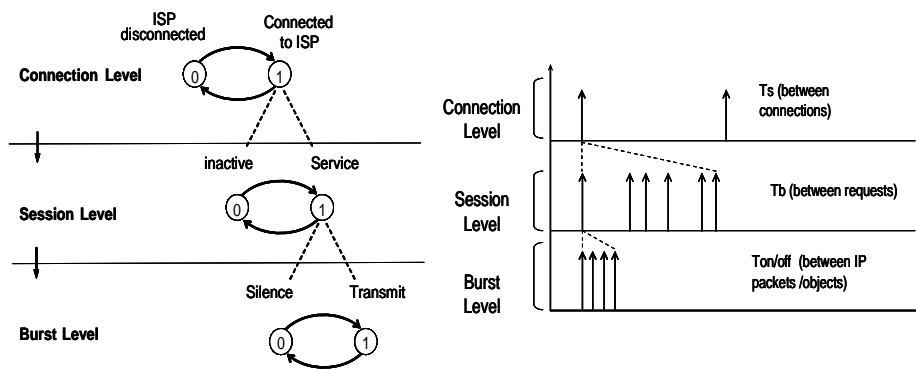 ISP
disconnected
Connected
to ISP
Connection Level
0
1
inactive
Service
Session Level
0
1
Silence
Transmit
Burst Level
0
1
Connection
Level
Ts (between
connections)
Session
Level
Tb (between requests)
Burst
Level
Ton/off (between IP
packets /objects)